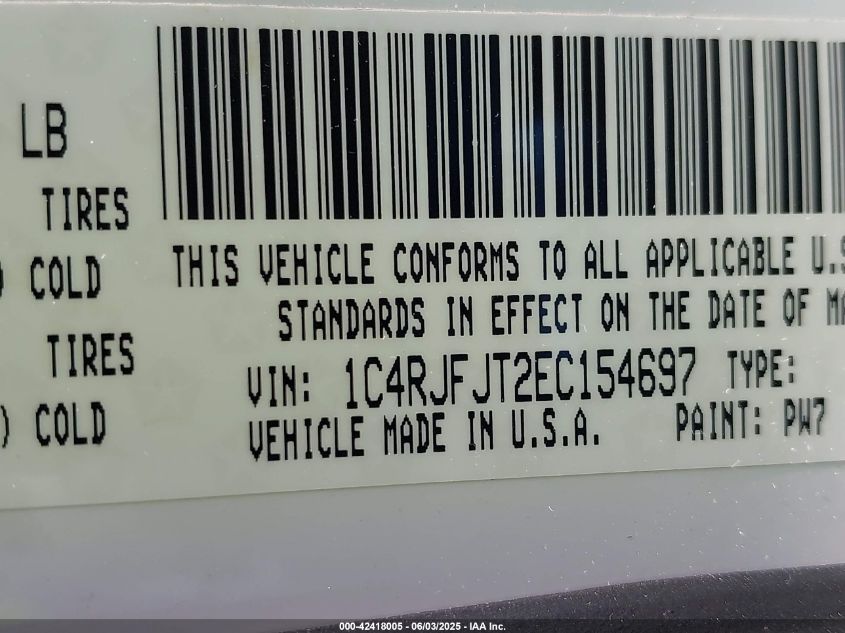 LB
TIRES
) COLD
TIRES
) COLD
THIS VEHICLE CONFORMS TO ALL APPLICABLE U.S
STANDARDS IN EFFECT ON THE DATE OF MA
VIN: 1C4RJFJT2EC154697 TYPE:
VEHICLE MADE IN U.S.A. PAINT: PW7
000-42418005 - 06/03/2025 - IAA Inc.